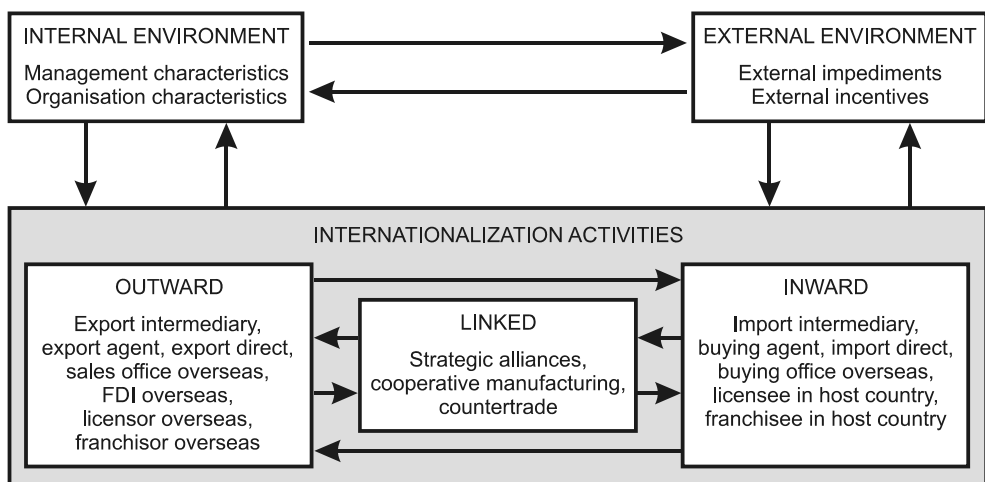 INTERNAL ENVIRONMENT
Management characteristics
Organisation characteristics
EXTERNAL ENVIRONMENT
External impediments
External incentives
INTERNATIONALIZATION ACTIVITIES
OUTWARD
Export intermediary,
export agent, export direct,
sales office overseas,
FDI overseas,
licensor overseas,
franchisor overseas
LINKED
Strategic alliances,
cooperative manufacturing,
countertrade
INWARD
Import intermediary,
buying agent, import direct,
buying office overseas,
licensee in host country,
franchisee in host country